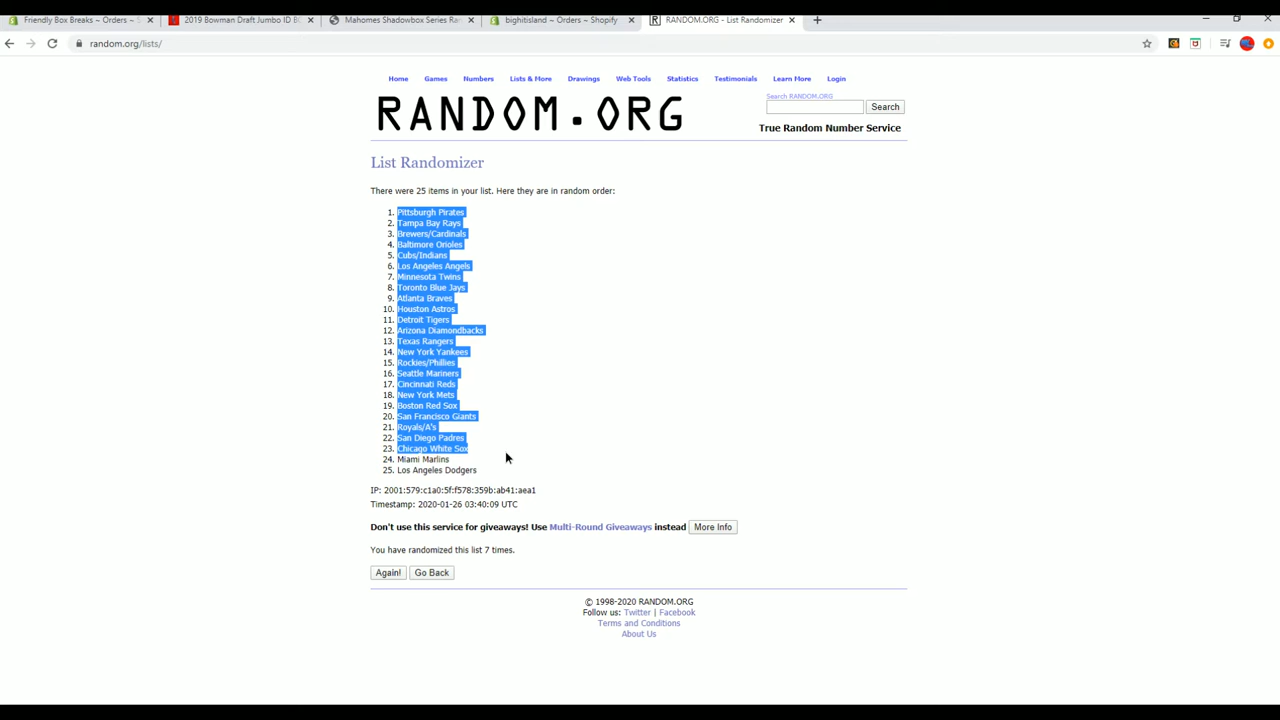 Friendly Box Breaks ~ Orders ~ S
2019 Bowman Draft Jumbo ID BO
Mahomes Shadowbox Series Ra
bighitisland ~ Orders ~ Shopify
RANDOM.ORG - List Randomizer
random.org/lists/
Home Games Numbers Lists & More Drawings Web Tools Statistics Testimonials Learn More Login
RANDOM.ORG
Search RANDOM.ORG
Search
True Random Number Service
List Randomizer
There were 25 items in your list. Here they are in random order:
1. Pittsburgh Pirates
2. Tampa Bay Rays
3. Brewers/Cardinals
4. Baltimore Orioles
5. Cubs/Indians
6. Los Angeles Angels
7. Minnesota Twins
8. Toronto Blue Jays
9. Atlanta Braves
10. Houston Astros
11. Detroit Tigers
12. Arizona Diamondbacks
13. Texas Rangers
14. New York Yankees
15. Rockies/Phillies
16. Seattle Mariners
17. Cincinnati Reds
18. New York Mets
19. Boston Red Sox
20. San Francisco Giants
21. Royals/A's
22. San Diego Padres
23. Chicago White Sox
24. Miami Marlins
25. Los Angeles Dodgers
IP: 2001:579:c1a0:5f:f578:359b:ab41:aea1
Timestamp: 2020-01-26 03:40:09 UTC
Don't use this service for giveaways! Use Multi-Round Giveaways instead More Info
You have randomized this list 7 times.
Again! Go Back
© 1998-2020 RANDOM.ORG
Follow us: Twitter | Facebook
Terms and Conditions
About Us